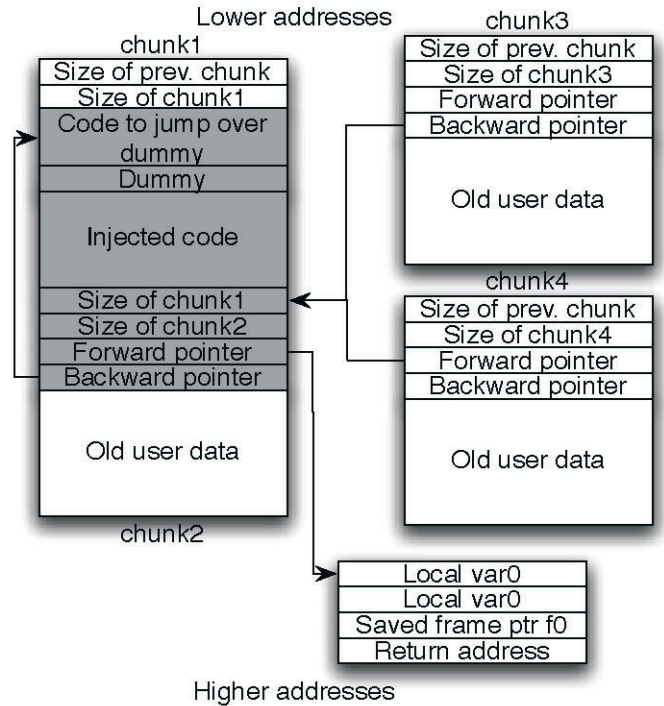 Lower addresses
chunk1
Size of prev. chunk
Size of chunk1
Code to jump over
dummy
Dummy
Injected code
Size of chunk1
Size of chunk2
Forward pointer
Backward pointer
Old user data
chunk2
chunk3
Size of prev. chunk
Size of chunk3
Forward pointer
Backward pointer
Old user data
chunk4
Size of prev. chunk
Size of chunk4
Forward pointer
Backward pointer
Old user data
Local var0
Local var0
Saved frame ptr f0
Return address
Higher addresses